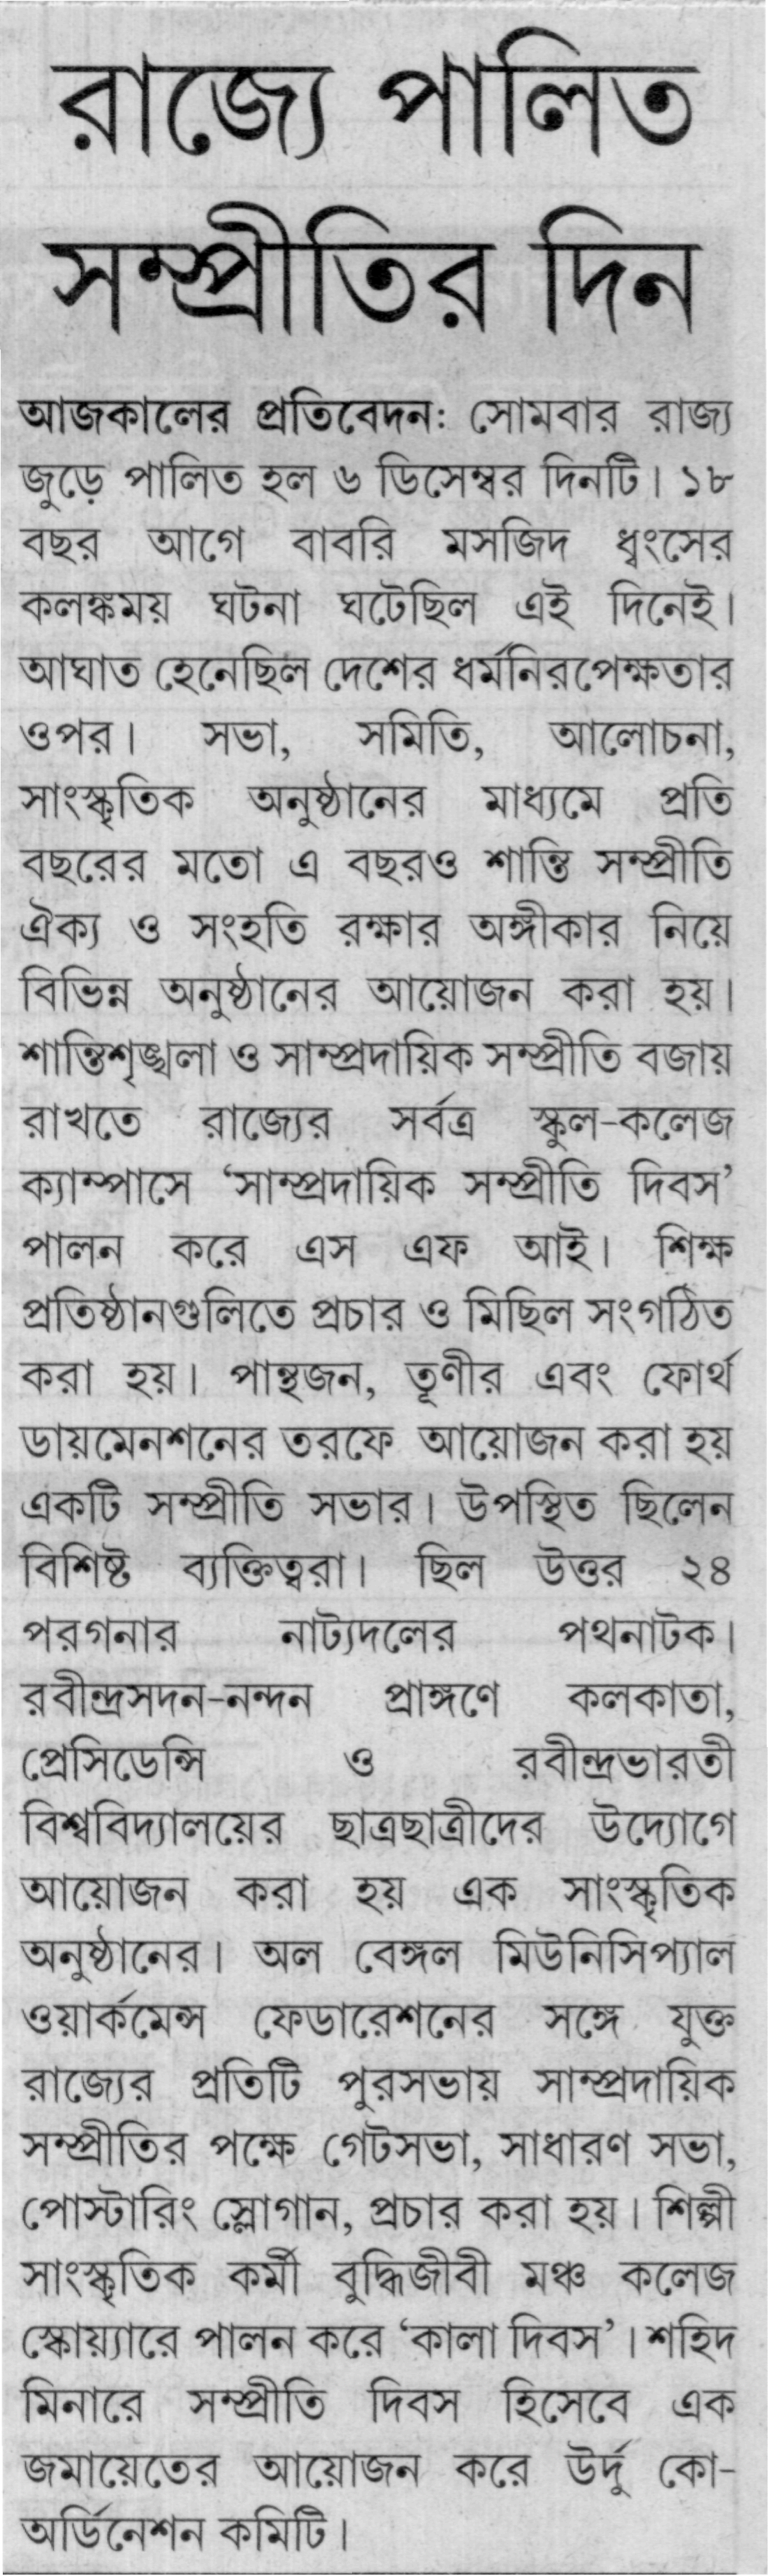 রাজ্যে পালিত
সম্প্রীতির দিন
আজকালের প্রতিবেদন: সোমবার রাজ্য
জুড়ে পালিত হল ৬ ডিসেম্বর দিনটি। ১৮
বছর আগে বাবরি মসজিদ ধ্বংসের
কলঙ্কময় ঘটনা ঘটেছিল এই দিনেই।
আঘাত হেনেছিল দেশের ধর্মনিরপেক্ষতার
ওপর। সভা, সমিতি, আলোচনা,
সাংস্কৃতিক অনুষ্ঠানের মাধ্যমে প্রতি
বছরের মতো এ বছরও শান্তি সম্প্রীতি
ঐক্য ও সংহতি রক্ষার অঙ্গীকার নিয়ে
বিভিন্ন অনুষ্ঠানের আয়োজন করা হয়।
শান্তিশৃঙ্খলা ও সাম্প্রদায়িক সম্প্রীতি বজায়
রাখতে রাজ্যের সর্বত্র স্কুল-কলেজ
ক্যাম্পাসে ‘সাম্প্রদায়িক সম্প্রীতি দিবস’
পালন করে এস এফ আই। শিক্ষ
প্রতিষ্ঠানগুলিতে প্রচার ও মিছিল সংগঠিত
করা হয়। পান্থজন, তূণীর এবং ফোর্থ
ডায়মেনশনের তরফে আয়োজন করা হয়
একটি সম্প্রীতি সভার। উপস্থিত ছিলেন
বিশিষ্ট ব্যক্তিত্বরা। ছিল উত্তর ২৪
পরগনার নাট্যদলের পথনাটক।
রবীন্দ্রসদন-নন্দন প্রাঙ্গণে কলকাতা,
প্রেসিডেন্সি ও রবীন্দ্রভারতী
বিশ্ববিদ্যালয়ের ছাত্রছাত্রীদের উদ্যোগে
আয়োজন করা হয় এক সাংস্কৃতিক
অনুষ্ঠানের। অল বেঙ্গল মিউনিসিপ্যাল
ওয়ার্কমেন্স ফেডারেশনের সঙ্গে যুক্ত
রাজ্যের প্রতিটি পুরসভায় সাম্প্রদায়িক
সম্প্রীতির পক্ষে গেটসভা, সাধারণ সভা,
পোস্টারিং স্লোগান, প্রচার করা হয়। শিল্পী
সাংস্কৃতিক কর্মী বুদ্ধিজীবী মঞ্চ কলেজ
স্কোয়্যারে পালন করে ‘কালা দিবস’। শহিদ
মিনারে সম্প্রীতি দিবস হিসেবে এক
জমায়েতের আয়োজন করে উর্দু কো-
অর্ডিনেশন কমিটি।